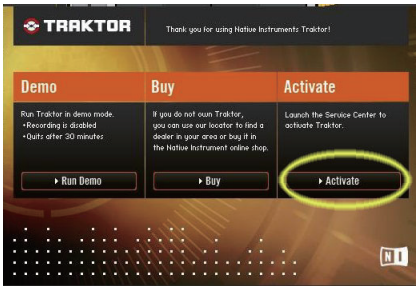 TRAKTOR
Thank you for using Native Instruments Traktor!
Demo
Run Traktor in demo mode.
•Recording is disabled
•Quits after 30 minutes
Run Demo
Buy
If you do not own Traktor,
you can use our locator to find a
dealer in your area or buy it in
the Native Instrument online shop.
Buy
Activate
Launch the Service Center to
activate Traktor.
Activate
NI